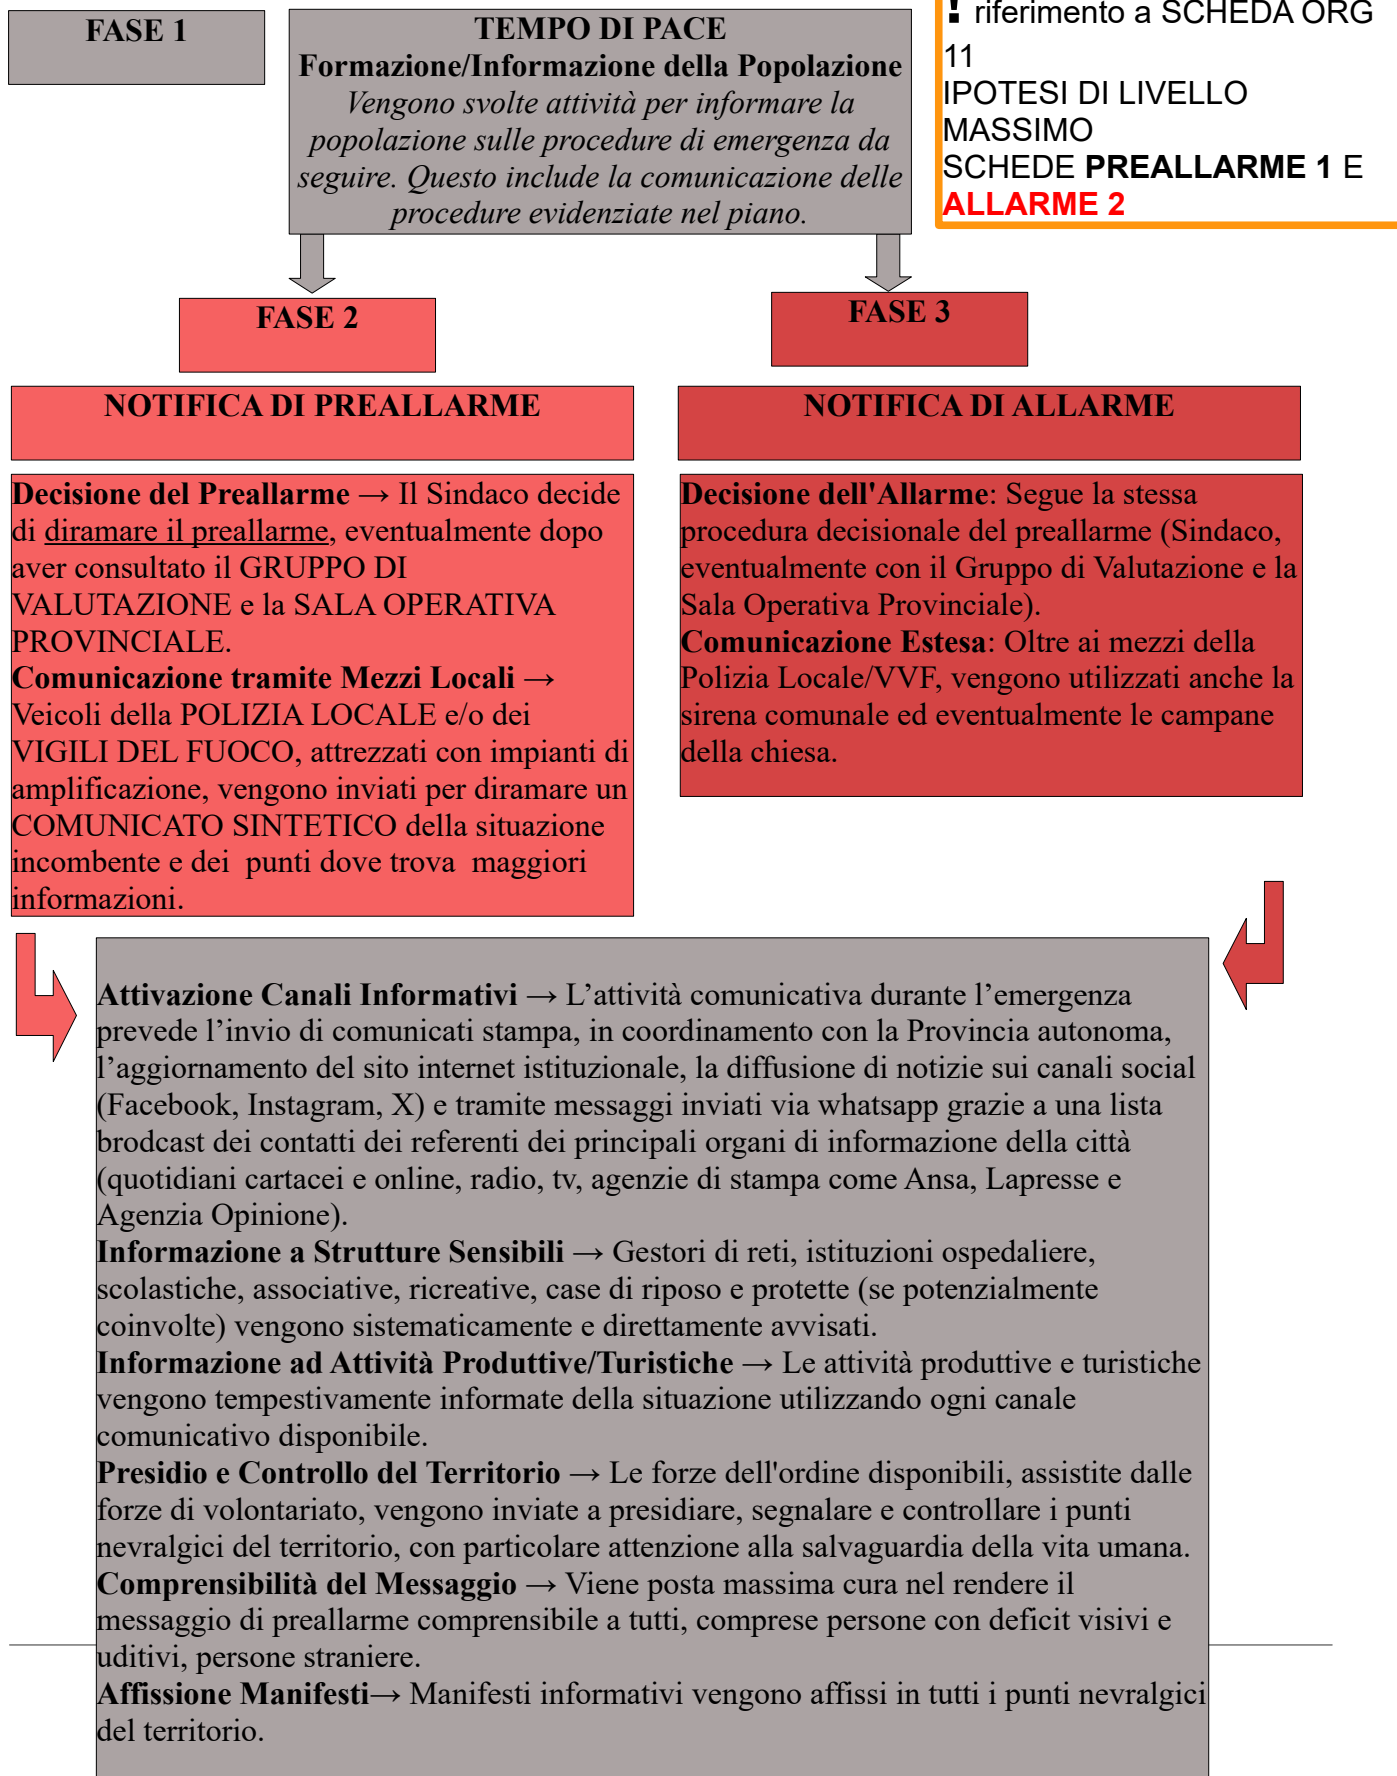 FASE 1
TEMPO DI PACE
Formazione/Informazione della Popolazione
Vengono svolte attività per informare la
popolazione sulle procedure di emergenza da
seguire. Questo include la comunicazione delle
procedure evidenziate nel piano.
! riferimento a SCHEDA ORG
11
IPOTESI DI LIVELLO
MASSIMO
SCHEDE PREALLARME 1 E
ALLARME 2
FASE 2
NOTIFICA DI PREALLARME
Decisione del Preallarme → Il Sindaco decide
di diramare il preallarme, eventualmente dopo
aver consultato il GRUPPO DI
VALUTAZIONE e la SALA OPERATIVA
PROVINCIALE.
Comunicazione tramite Mezzi Locali →
Veicoli della POLIZIA LOCALE e/o dei
VIGILI DEL FUOCO, attrezzati con impianti di
amplificazione, vengono inviati per diramare un
COMUNICATO SINTETICO della situazione
incombente e dei  punti dove trova  maggiori
informazioni.
FASE 3
NOTIFICA DI ALLARME
Decisione dell'Allarme: Segue la stessa
procedura decisionale del preallarme (Sindaco,
eventualmente con il Gruppo di Valutazione e la
Sala Operativa Provinciale).
Comunicazione Estesa: Oltre ai mezzi della
Polizia Locale/VVF, vengono utilizzati anche la
sirena comunale ed eventualmente le campane
della chiesa.
Attivazione Canali Informativi → L’attività comunicativa durante l’emergenza
prevede l’invio di comunicati stampa, in coordinamento con la Provincia autonoma,
l’aggiornamento del sito internet istituzionale, la diffusione di notizie sui canali social
(Facebook, Instagram, X) e tramite messaggi inviati via whatsapp grazie a una lista
brodcast dei contatti dei referenti dei principali organi di informazione della città
(quotidiani cartacei e online, radio, tv, agenzie di stampa come Ansa, Lapresse e
Agenzia Opinione).
Informazione a Strutture Sensibili → Gestori di reti, istituzioni ospedaliere,
scolastiche, associative, ricreative, case di riposo e protette (se potenzialmente
coinvolte) vengono sistematicamente e direttamente avvisati.
Informazione ad Attività Produttive/Turistiche → Le attività produttive e turistiche
vengono tempestivamente informate della situazione utilizzando ogni canale
comunicativo disponibile.
Presidio e Controllo del Territorio → Le forze dell'ordine disponibili, assistite dalle
forze di volontariato, vengono inviate a presidiare, segnalare e controllare i punti
nevralgici del territorio, con particolare attenzione alla salvaguardia della vita umana.
Comprensibilità del Messaggio → Viene posta massima cura nel rendere il
messaggio di preallarme comprensibile a tutti, comprese persone con deficit visivi e
uditivi, persone straniere.
Affissione Manifesti→ Manifesti informativi vengono affissi in tutti i punti nevralgici
del territorio.